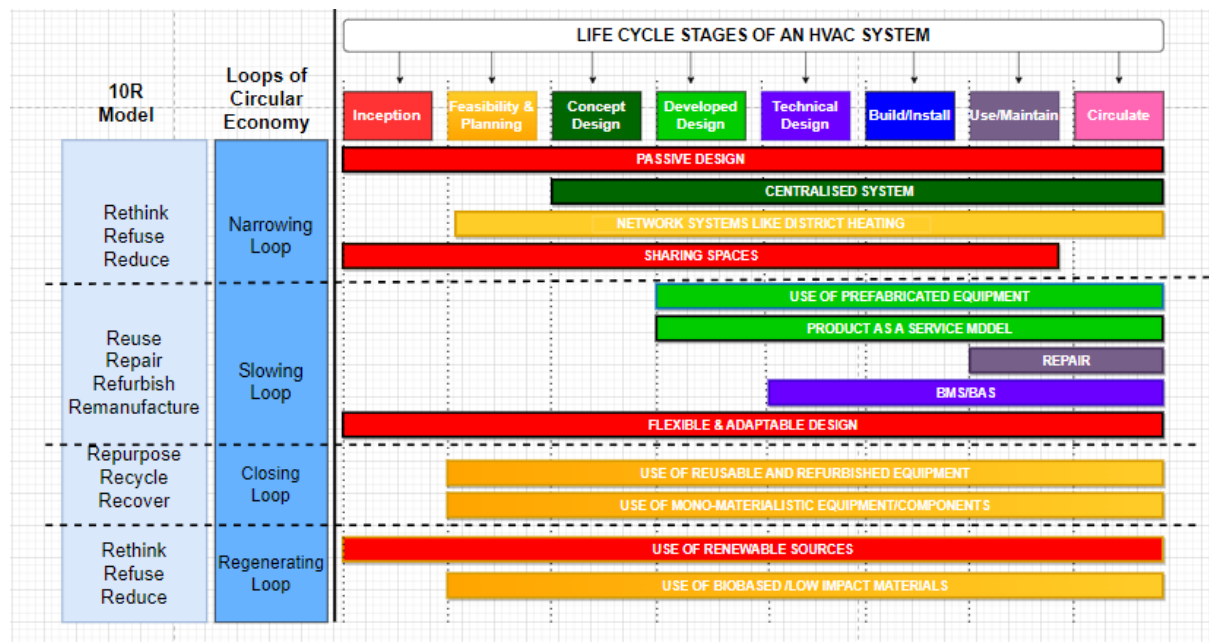 LIFE CYCLE STAGES OF AN HVAC SYSTEM
10R
Model
Loops of
Circular
Economy
Inception
Feasibility &
Planning
Concept
Design
Developed
Design
Technical
Design
Build/Install
Use/Maintain
Circulate
Rethink
Refuse
Reduce
Narrowing
Loop
PASSIVE DESIGN
CENTRALISED SYSTEM
NETWORK SYSTEMS LIKE DISTRICT HEATING
SHARING SPACES
Reuse
Repair
Refurbish
Remanufacture
Slowing
Loop
USE OF PREFABRICATED EQUIPMENT
PRODUCT AS A SERVICE MDDEL
REPAIR
BMS/BAS
FLEXIBLE & ADAPTABLE DESIGN
Repurpose
Recycle
Recover
Closing
Loop
USE OF REUSABLE AND REFURBISHED EQUIPMENT
USE OF MONO-MATERIALISTIC EQUIPMENT/COMPONENTS
Rethink
Refuse
Reduce
Regenerating
Loop
USE OF RENEWABLE SOURCES
USE OF BIOBASED /LOW IMPACT MATERIALS